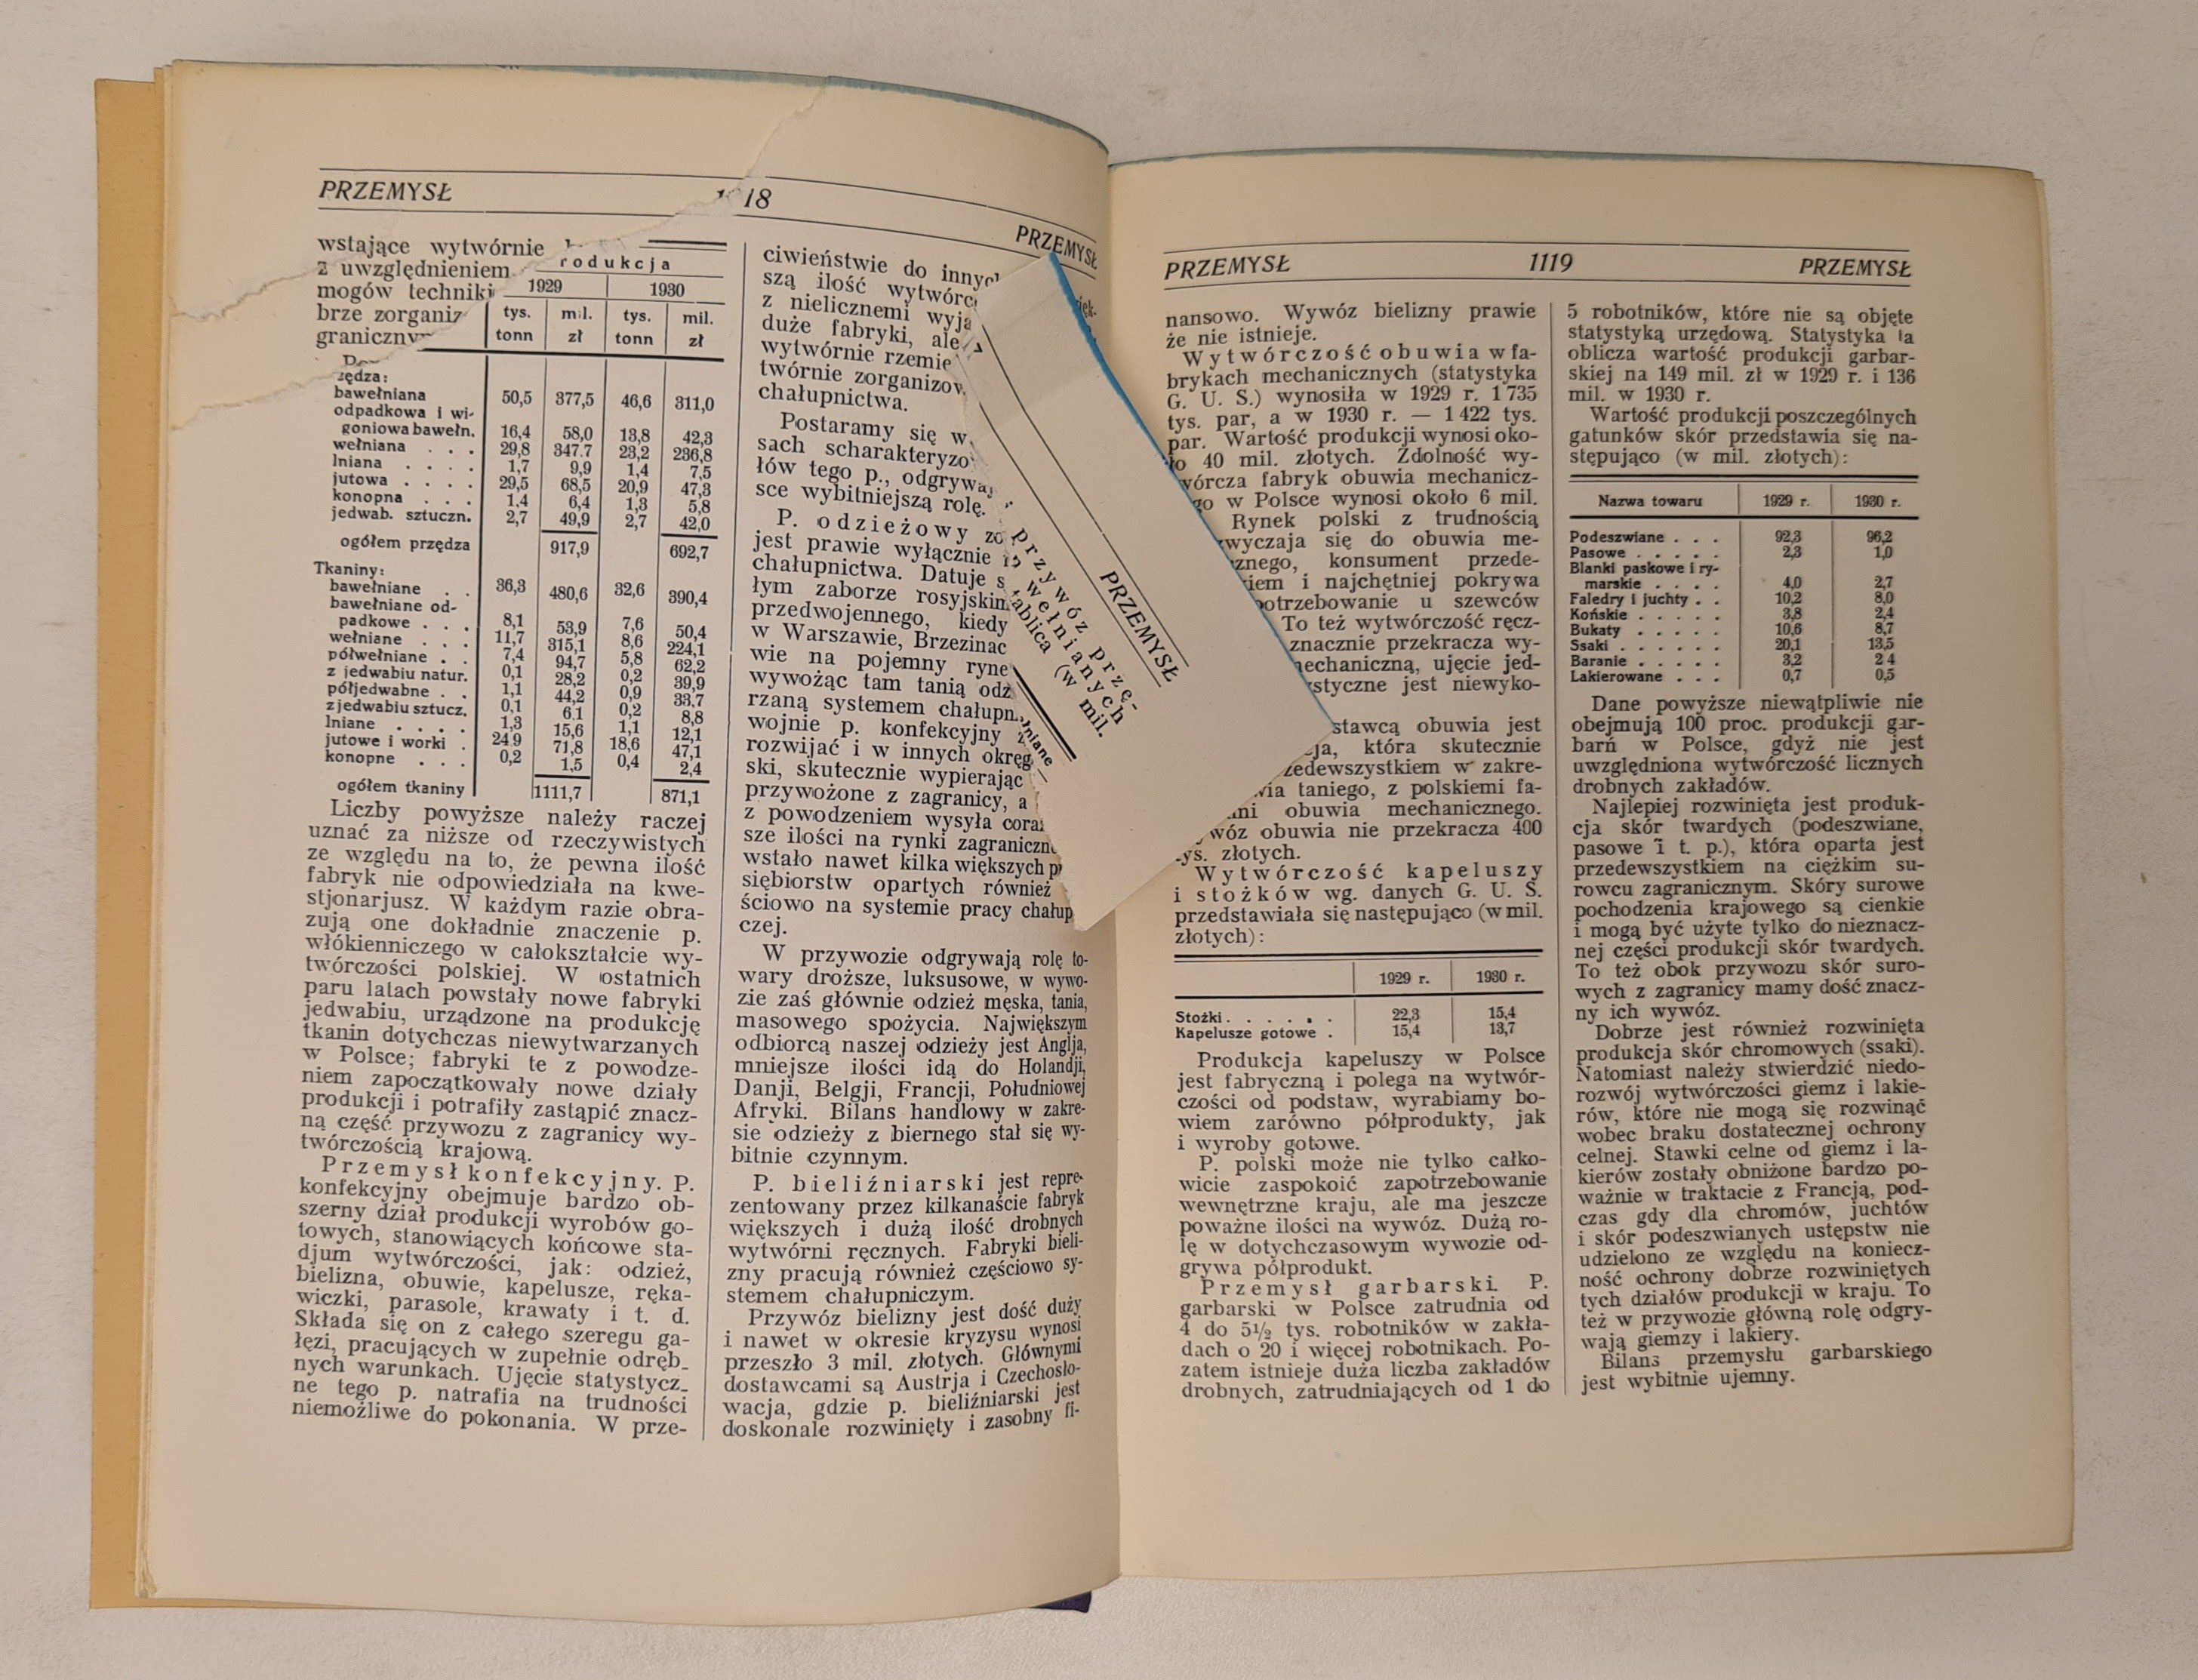 PRZEMYSŁ 18 PRZEMYSŁ
wstające wytwórnie
z uwzględnieniem
mogów techniki
brze zorganiz
graniczny
rodukcja
1929 1930
tys. mil. tys. mil.
tonn zł tonn zł
zędza:
bawełniana 50,5 377,5 46,6 311,0
odpadkowa i wi-
goniowa bawełn. 16,4 58,0 13,8 42,3
wełniana . . . 29,8 347.7 23,2 236,8
lniana . . . . 1,7 9,9 1,4 7,5
jutowa . . . . 29,5 68,5 20,9 47,3
konopna . . . 1,4 6,4 1,3 5,8
jedwab. sztuczn. 2,7 49,9 2,7 42,0
ogółem przędza 917,9 692,7
Tkaniny:
bawełniane . . 36,3 480,6 32,6 390,4
bawełniane od-
padkowe . . . 8,1 53,9 7,6 50,4
wełniane . . . 11,7 315,1 8,6 224,1
półwełniane . . 7,4 94,7 5,8 62,2
z jedwabiu natur. 0,1 28,2 0,2 39,9
półjedwabne . . 1,1 44,2 0,9 33,7
z jedwabiu sztucz. 0,1 6.1 0,2 8,8
lniane . . . . 1,3 15,6 1,1 12,1
jutowe i worki . 24 9 71,8 18,6 47,1
konopne . . . 0,2 1,5 0,4 2,4
ogółem tkaniny 1111,7 871,1
Liczby powyższe należy raczej
uznać za niższe od rzeczywistych
ze względu na to, że pewna ilość
fabryk nie odpowiedziała na kwe-
stjonarjusz. W każdym razie obra-
zują one dokładnie znaczenie p.
włókienniczego w całokształcie wy-
twórczości polskiej. W ostatnich
paru latach powstały nowe fabryki
jedwabiu, urządzone na produkcję
tkanin dotychczas niewytwarzanych
w Polsce; fabryki te z powodze-
niem zapoczątkowały nowe działy
produkcji i potrafiły zastąpić znacz-
ną część przywozu z zagranicy wy-
twórczością krajową.
Przemysł konfekcyjny. P.
konfekcyjny obejmuje bardzo ob-
szerny dział produkcji wyrobów go-
towych, stanowiących końcowe sta-
djum wytwórczości, jak: odzież,
bielizna, obuwie, kapelusze, ręka-
wiczki, parasole, krawaty i t. d.
Składa się on z całego szeregu ga-
łęzi, pracujących w zupełnie odręb-
nych warunkach. Ujęcie statystycz-
ne tego p. natrafia na trudności
niemożliwe do pokonania. W prze-
ciwieństwie do innych
szą ilość wytwórc
z nielicznemi wyją
duże fabryki, ale
wytwórnie rzemie
twórnie zorganizow
chałupnictwa.
Postaramy się w
sach scharakteryzo
łów tego p., odgrywa
sce wybitniejszą rolę.
P. odzieżowy zo
jest prawie wyłącznie
chałupnictwa. Datuje s
łym zaborze rosyjskim
przedwojennego, kiedy
w Warszawie, Brzezinac
wie na pojemny ryne
wywożąc tam tanią odz
rzaną systemem chałupn
wojnie p. konfekcyjny
rozwijać i w innych okręg
ski, skutecznie wypierając
przywożone z zagranicy, a
z powodzeniem wysyła coraz
sze ilości na rynki zagraniczn
wstało nawet kilka większych p
siębiorstw opartych również
ściowo na systemie pracy chałup
czej.
W przywozie odgrywają rolę to-
wary droższe, luksusowe, w wywo-
zie zaś głównie odzież męska, tania,
masowego spożycia. Największym
odbiorcą naszej odzieży jest Anglja,
mniejsze ilości idą do Holandji,
Danji, Belgji, Francji, Południowej
Afryki. Bilans handlowy w zakre-
sie odzieży z biernego stał się wy-
bitnie czynnym.
P. bieliźniarski jest repre-
zentowany przez kilkanaście fabryk
większych i dużą ilość drobnych
wytwórni ręcznych. Fabryki bieli-
zny pracują również częściowo sy-
stemem chałupniczym.
Przywóz bielizny jest dość duży
i nawet w okresie kryzysu wynosi
przeszło 3 mil. złotych. Głównymi
dostawcami są Austrja i Czechosło-
wacja, gdzie p. bieliźniarski jest
doskonale rozwinięty i zasobny fi-
PRZEMYSŁ
przywóz przę-
wełnianych
tablica (w mil.
lniane
PRZEMYSŁ 1119 PRZEMYSŁ
nansowo. Wywóz bielizny prawie
że nie istnieje.
Wytwórczość obuwia w fa-
brykach mechanicznych (statystyka
G. U. S.) wynosiła w 1929 r. 1 735
tys. par, a w 1930 r. — 1 422 tys.
par. Wartość produkcji wynosi oko-
ło 40 mil. złotych. Zdolność wy-
wórcza fabryk obuwia mechanicz-
go w Polsce wynosi około 6 mil.
Rynek polski z trudnością
wyczaja się do obuwia me-
znego, konsument przede-
iem i najchętniej pokrywa
potrzebowanie u szewców
To też wytwórczość ręcz-
znacznie przekracza wy-
echaniczną, ujęcie jed-
styczne jest niewyko-
stawcą obuwia jest
ja, która skutecznie
zedewszystkiem w zakre-
wia taniego, z polskiemi fa-
mi obuwia mechanicznego.
wóz obuwia nie przekracza 400
tys. złotych.
Wytwórczość kapeluszy
i stożków wg. danych G. U. S.
przedstawiała się następująco (w mil.
złotych):
1929 r. 1930 r.
Stożki . . . . . . 22,3 15,4
Kapelusze gotowe . 15,4 13,7
Produkcja kapeluszy w Polsce
jest fabryczną i polega na wytwór-
czości od podstaw, wyrabiamy bo-
wiem zarówno półprodukty, jak
i wyroby gotowe.
P. polski może nie tylko całko-
wicie zaspokoić zapotrzebowanie
wewnętrzne kraju, ale ma jeszcze
poważne ilości na wywóz. Dużą ro-
lę w dotychczasowym wywozie od-
grywa półprodukt.
Przemysł garbarski. P.
garbarski w Polsce zatrudnia od
4 do 5½ tys. robotników w zakła-
dach o 20 i więcej robotnikach. Po-
zatem istnieje duża liczba zakładów
drobnych, zatrudniających od 1 do
5 robotników, które nie są objęte
statystyką urzędową. Statystyka ta
oblicza wartość produkcji garbar-
skiej na 149 mil. zł w 1929 r. i 136
mil. w 1930 r.
Wartość produkcji poszczególnych
gatunków skór przedstawia się na-
stępująco (w mil. złotych):
Nazwa towaru 1929 r. 1930 r.
Podeszwiane . . . 92,3 96,2
Pasowe . . . . . 2,3 1,0
Blanki paskowe i ry-
marskie . . . . 4,0 2,7
Faledry i juchty . . 10,2 8,0
Końskie . . . . . 3,8 2,4
Bukaty . . . . . 10,6 8,7
Ssaki . . . . . . 20,1 13,5
Baranie . . . . . 3,2 2 4
Lakierowane . . . 0,7 0,5
Dane powyższe niewątpliwie nie
obejmują 100 proc. produkcji gar-
barń w Polsce, gdyż nie jest
uwzględniona wytwórczość licznych
drobnych zakładów.
Najlepiej rozwinięta jest produk-
cja skór twardych (podeszwiane,
pasowe i t. p.), która oparta jest
przedewszystkiem na ciężkim su-
rowcu zagranicznym. Skóry surowe
pochodzenia krajowego są cienkie
i mogą być użyte tylko do nieznacz-
nej części produkcji skór twardych.
To też obok przywozu skór suro-
wych z zagranicy mamy dość znacz-
ny ich wywóz.
Dobrze jest również rozwinięta
produkcja skór chromowych (ssaki).
Natomiast należy stwierdzić niedo-
rozwój wytwórczości giemz i lakie-
rów, które nie mogą się rozwinąć
wobec braku dostatecznej ochrony
celnej. Stawki celne od giemz i la-
kierów zostały obniżone bardzo po-
ważnie w traktacie z Francją, pod-
czas gdy dla chromów, juchtów
i skór podeszwianych ustępstw nie
udzielono ze względu na koniecz-
ność ochrony dobrze rozwiniętych
tych działów produkcji w kraju. To
też w przywozie główną rolę odgry-
wają giemzy i lakiery.
Bilans przemysłu garbarskiego
jest wybitnie ujemny.